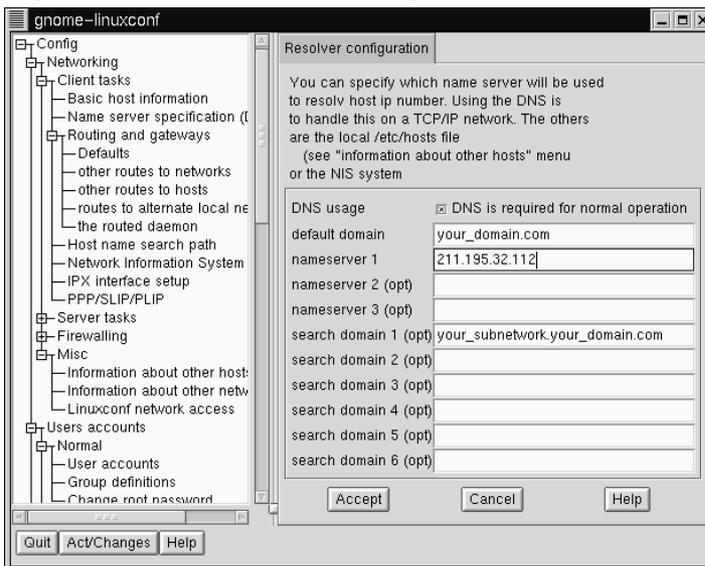 gnome-linuxconf
Config
Networking
Client tasks
Basic host information
Name server specification (D
Routing and gateways
Defaults
other routes to networks
other routes to hosts
routes to alternate local ne
the routed daemon
Host name search path
Network Information System
IPX interface setup
PPP/SLIP/PLIP
Server tasks
Firewalling
Misc
Information about other host
Information about other netw
Linuxconf network access
Users accounts
Normal
User accounts
Group definitions
Change root password
Quit Act/Changes Help
Resolver configuration
You can specify which name server will be used
to resolv host ip number. Using the DNS is
to handle this on a TCP/IP network. The others
are the local /etc/hosts file
(see "information about other hosts" menu
or the NIS system
DNS usage DNS is required for normal operation
default domain your_domain.com
nameserver 1 211.195.32.112
nameserver 2 (opt)
nameserver 3 (opt)
search domain 1 (opt) your_subnetwork.your_domain.com
search domain 2 (opt)
search domain 3 (opt)
search domain 4 (opt)
search domain 5 (opt)
search domain 6 (opt)
Accept Cancel Help